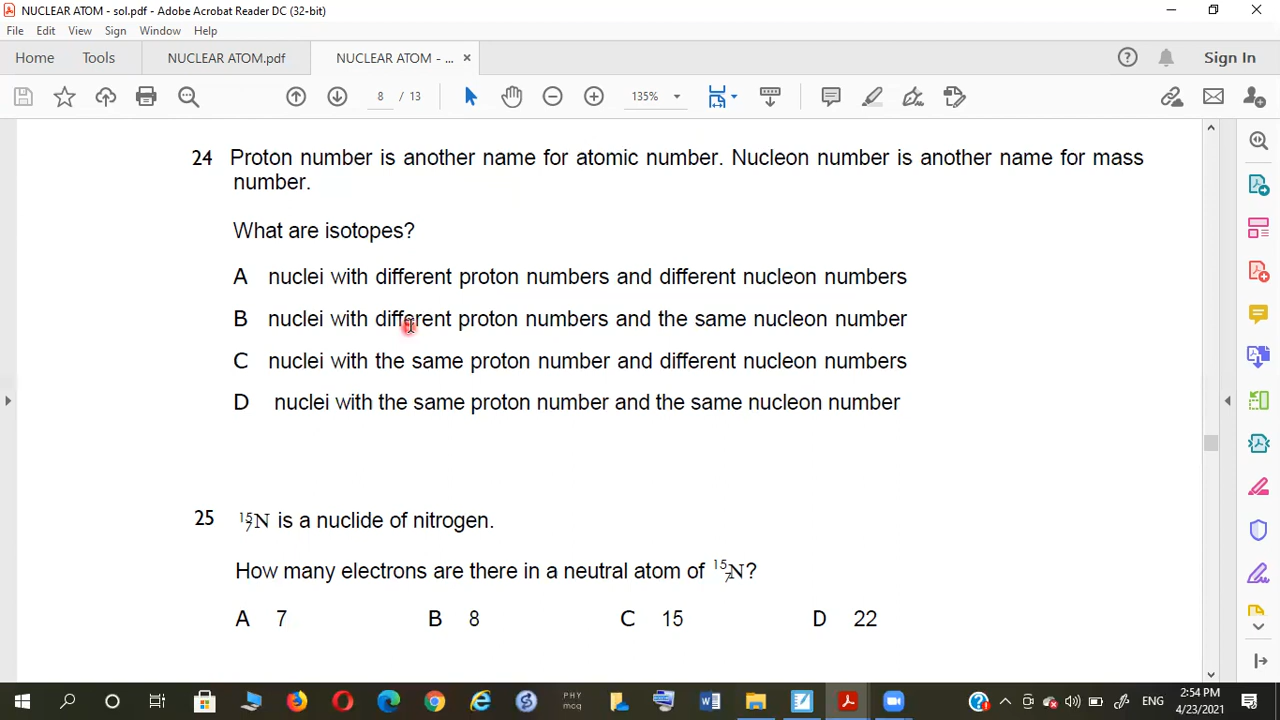 NUCLEAR ATOM - sol.pdf - Adobe Acrobat Reader DC (32-bit)
File Edit View Sign Window Help
Home Tools NUCLEAR ATOM.pdf NUCLEAR ATOM - ... × Sign In
8 / 13 135%
24 Proton number is another name for atomic number. Nucleon number is another name for mass
number.
What are isotopes?
A nuclei with different proton numbers and different nucleon numbers
B nuclei with different proton numbers and the same nucleon number
C nuclei with the same proton number and different nucleon numbers
D nuclei with the same proton number and the same nucleon number
25 ¹⁵₇N is a nuclide of nitrogen.
How many electrons are there in a neutral atom of ¹⁵₇N?
A 7 B 8 C 15 D 22
PHY
mcq
ENG
2:54 PM
4/23/2021